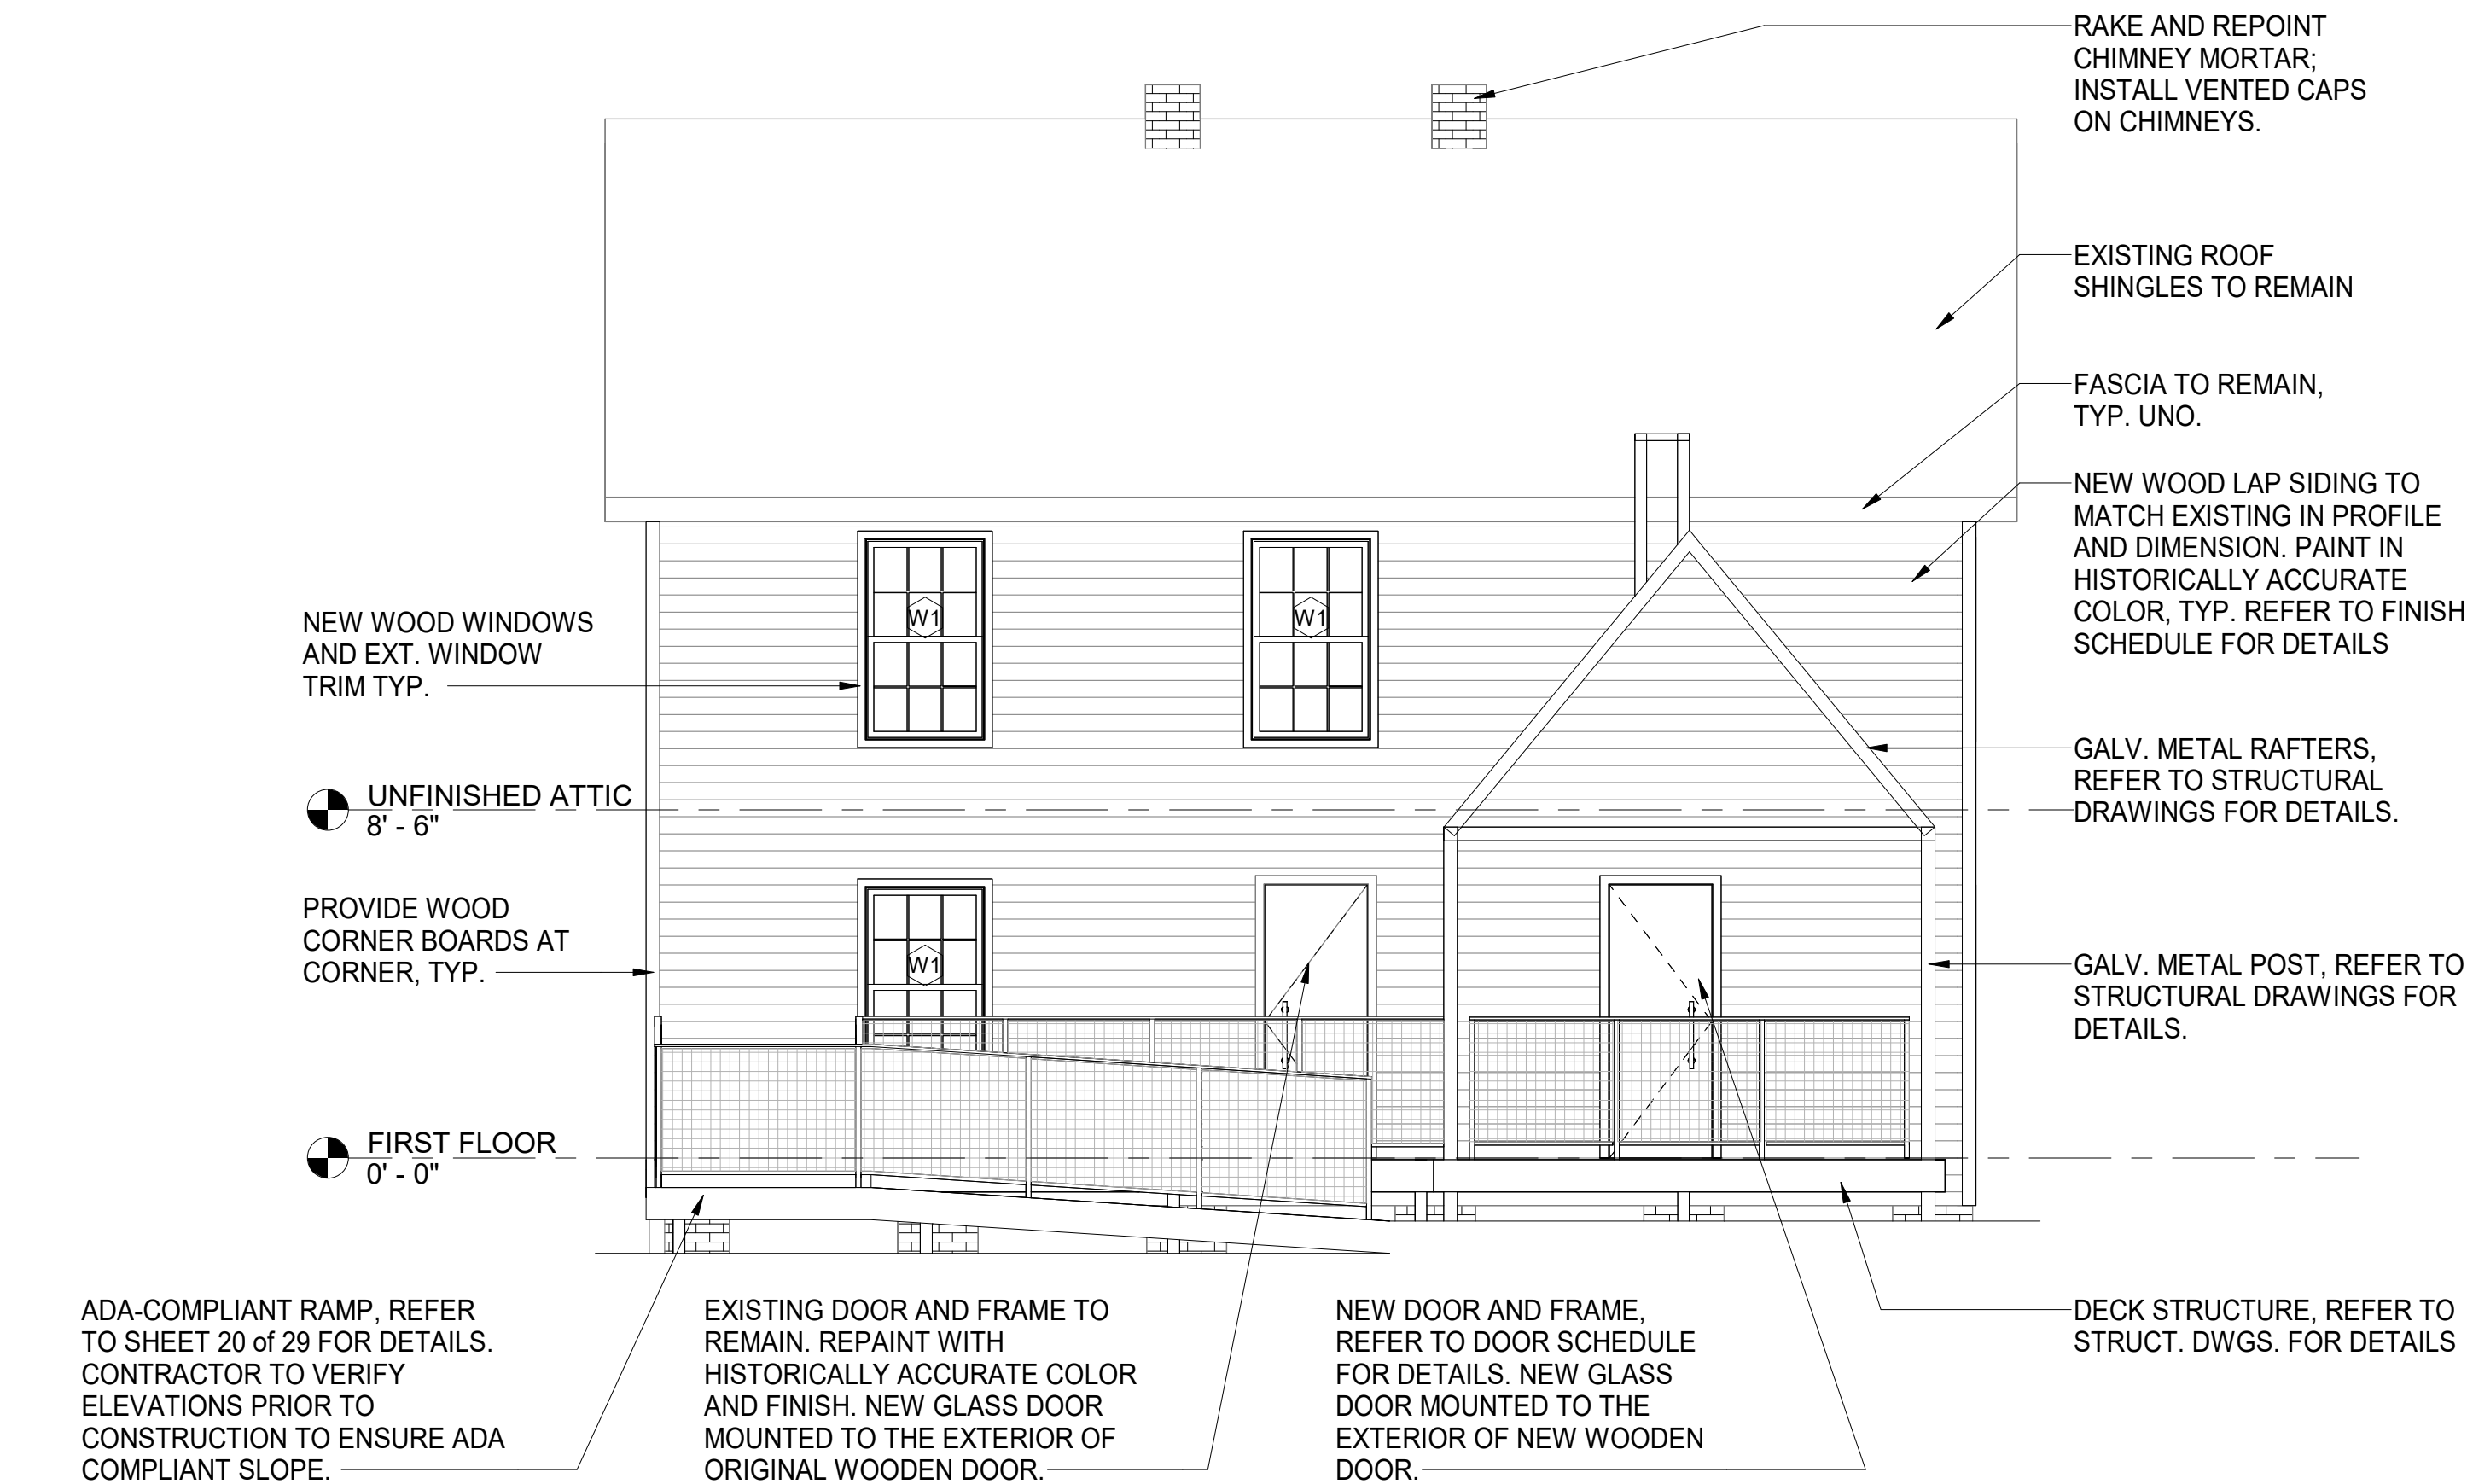 RAKE AND REPOINT
CHIMNEY MORTAR;
INSTALL VENTED CAPS
ON CHIMNEYS.
EXISTING ROOF
SHINGLES TO REMAIN
FASCIA TO REMAIN,
TYP. UNO.
NEW WOOD LAP SIDING TO
MATCH EXISTING IN PROFILE
AND DIMENSION. PAINT IN
HISTORICALLY ACCURATE
COLOR, TYP. REFER TO FINISH
SCHEDULE FOR DETAILS
W1
W1
NEW WOOD WINDOWS
AND EXT. WINDOW
TRIM TYP.
GALV. METAL RAFTERS,
REFER TO STRUCTURAL
DRAWINGS FOR DETAILS.
UNFINISHED ATTIC
8' - 6"
PROVIDE WOOD
CORNER BOARDS AT
CORNER, TYP.
W1
GALV. METAL POST, REFER TO
STRUCTURAL DRAWINGS FOR
DETAILS.
FIRST FLOOR
0' - 0"
ADA-COMPLIANT RAMP, REFER
TO SHEET 20 of 29 FOR DETAILS.
CONTRACTOR TO VERIFY
ELEVATIONS PRIOR TO
CONSTRUCTION TO ENSURE ADA
COMPLIANT SLOPE.
EXISTING DOOR AND FRAME TO
REMAIN. REPAINT WITH
HISTORICALLY ACCURATE COLOR
AND FINISH. NEW GLASS DOOR
MOUNTED TO THE EXTERIOR OF
ORIGINAL WOODEN DOOR.
NEW DOOR AND FRAME,
REFER TO DOOR SCHEDULE
FOR DETAILS. NEW GLASS
DOOR MOUNTED TO THE
EXTERIOR OF NEW WOODEN
DOOR.
DECK STRUCTURE, REFER TO
STRUCT. DWGS. FOR DETAILS